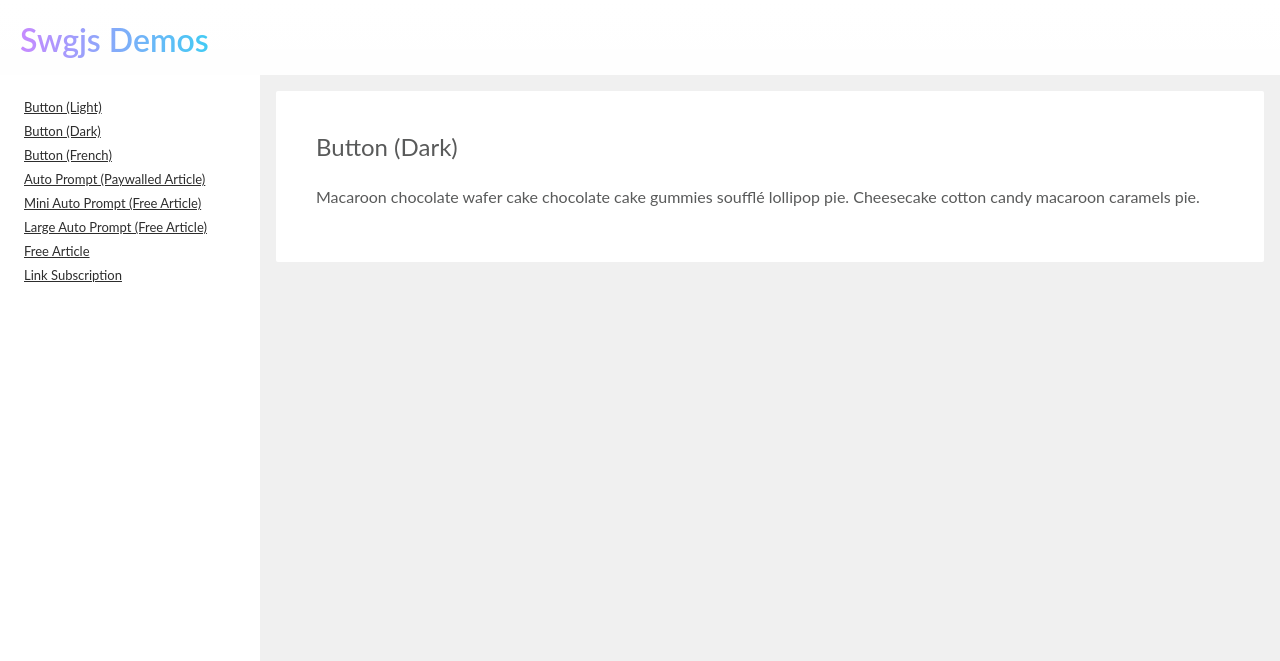 Swgjs Demos
Button (Light)
Button (Dark)
Button (French)
Auto Prompt (Paywalled Article)
Mini Auto Prompt (Free Article)
Large Auto Prompt (Free Article)
Free Article
Link Subscription
Button (Dark)
Macaroon chocolate wafer cake chocolate cake gummies soufflé lollipop pie. Cheesecake cotton candy macaroon caramels pie.